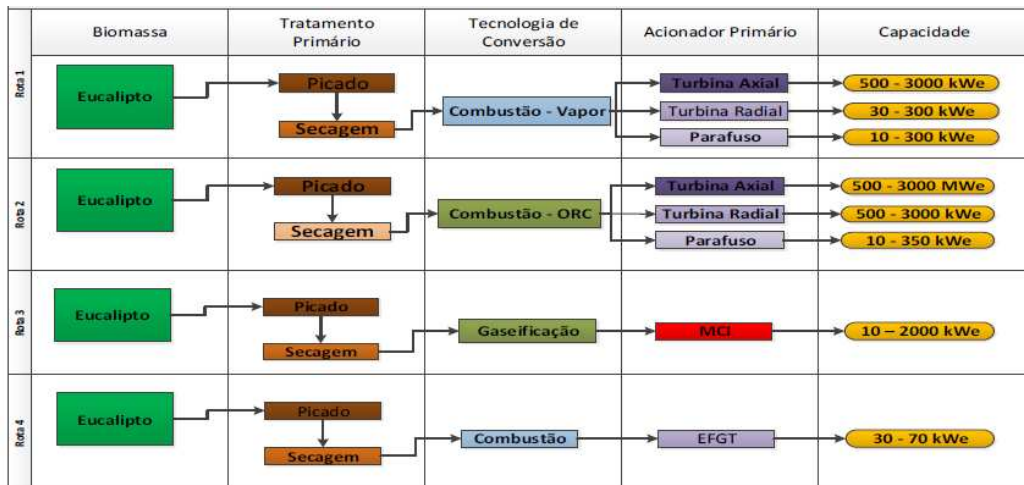 Biomassa
Tratamento
Primário
Tecnologia de
Conversão
Acionador Primário
Capacidade
Rota 1
Eucalipto
Picado
Secagem
Combustão - Vapor
Turbina Axial
500 - 3000 kWe
Turbina Radial
30 - 300 kWe
Parafuso
10 - 300 kWe
Rota 2
Eucalipto
Picado
Secagem
Combustão - ORC
Turbina Axial
500 - 3000 MWe
Turbina Radial
500 - 3000 kWe
Parafuso
10 - 350 kWe
Rota 3
Eucalipto
Picado
Secagem
Gaseificação
MCI
10 – 2000 kWe
Rota 4
Eucalipto
Picado
Secagem
Combustão
EFGT
30 - 70 kWe